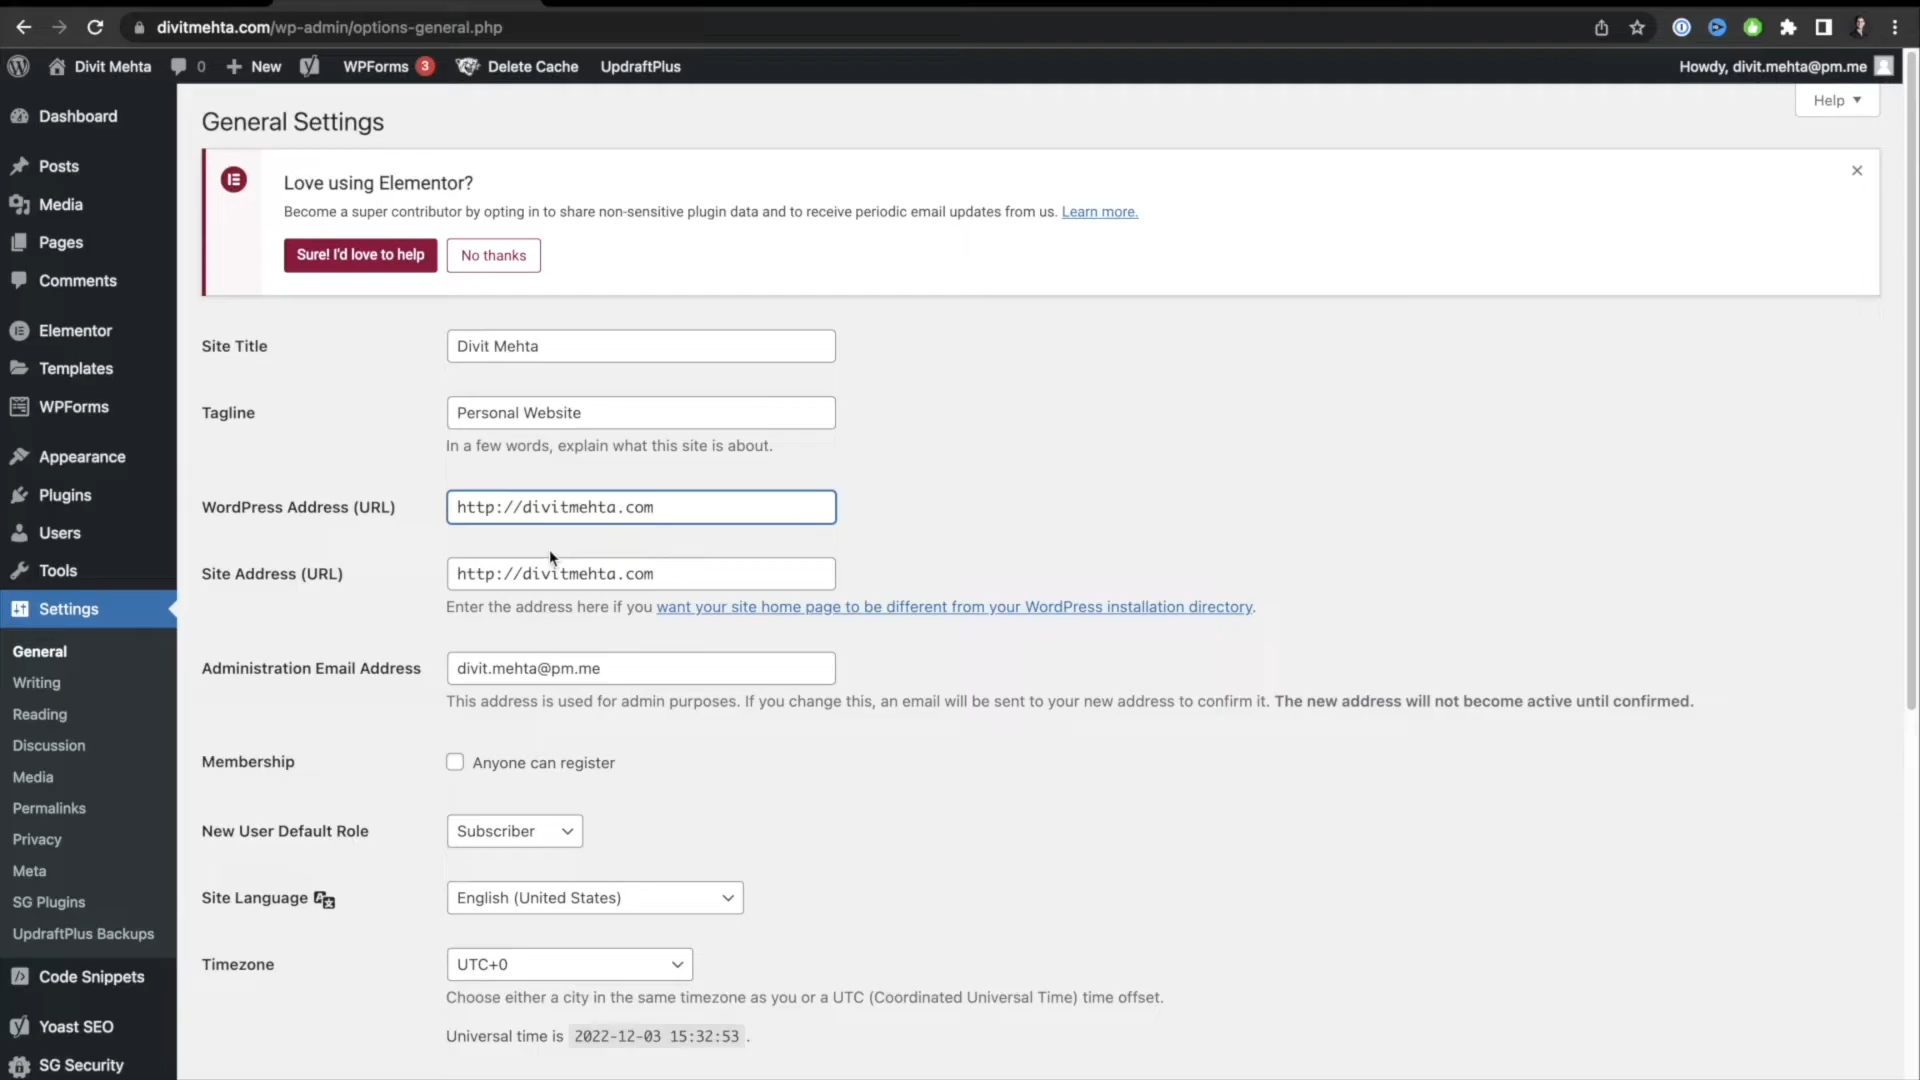 divitmehta.com/wp-admin/options-general.php
Divit Mehta 0 New WPForms 3 Delete Cache UpdraftPlus Howdy, divit.mehta@pm.me
Help
Dashboard
Posts
Media
Pages
Comments
Elementor
Templates
WPForms
Appearance
Plugins
Users
Tools
Settings
General
Writing
Reading
Discussion
Media
Permalinks
Privacy
Meta
SG Plugins
UpdraftPlus Backups
Code Snippets
Yoast SEO
SG Security
General Settings
Love using Elementor?
Become a super contributor by opting in to share non-sensitive plugin data and to receive periodic email updates from us. Learn more.
Sure! I'd love to help No thanks
Site Title Divit Mehta
Tagline Personal Website
In a few words, explain what this site is about.
WordPress Address (URL) http://divitmehta.com
Site Address (URL) http://divitmehta.com
Enter the address here if you want your site home page to be different from your WordPress installation directory.
Administration Email Address divit.mehta@pm.me
This address is used for admin purposes. If you change this, an email will be sent to your new address to confirm it. The new address will not become active until confirmed.
Membership Anyone can register
New User Default Role Subscriber
Site Language English (United States)
Timezone UTC+0
Choose either a city in the same timezone as you or a UTC (Coordinated Universal Time) time offset.
Universal time is 2022-12-03 15:32:53 .